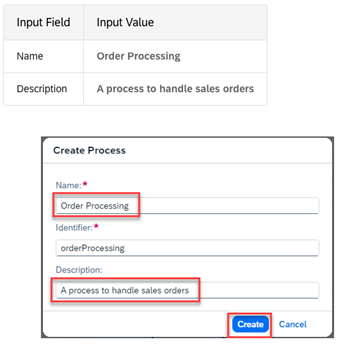 Input Field Input Value
Name Order Processing
Description A process to handle sales orders
Create Process
Name:*
Order Processing
Identifier:*
orderProcessing
Description:
A process to handle sales orders
Create Cancel